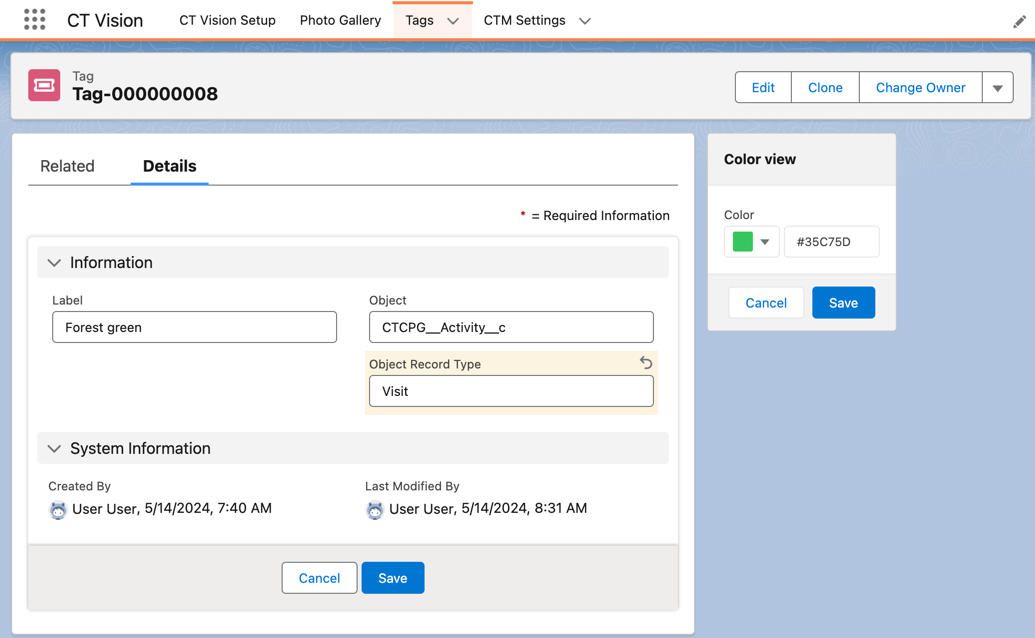 CT Vision CT Vision Setup Photo Gallery Tags CTM Settings
Tag
Tag-000000008
Edit Clone Change Owner
Related Details
* = Required Information
Information
Label Object
Forest green CTCPG__Activity__c
Object Record Type
Visit
System Information
Created By Last Modified By
User User, 5/14/2024, 7:40 AM User User, 5/14/2024, 8:31 AM
Cancel Save
Color view
Color
#35C75D
Cancel Save